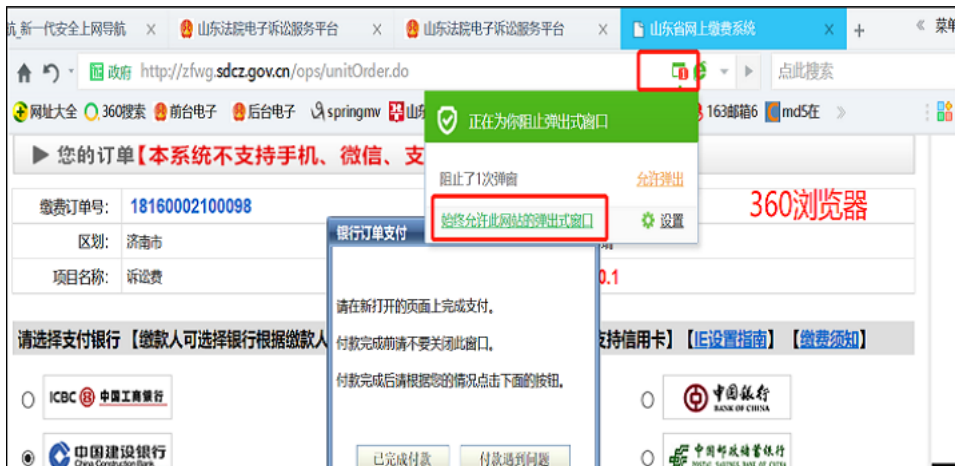 航_新一代安全上网导航 × 山东法院电子诉讼服务平台 × 山东法院电子诉讼服务平台 × 山东省网上缴费系统 × + « 菜单
政府 http://zfwg.sdcz.gov.cn/ops/unitOrder.do 点此搜索
网址大全 360搜索 前台电子 后台电子 springmv 山东 163邮箱6 md5在 »
正在为你阻止弹出式窗口
▶ 您的订单【本系统不支持手机、微信、支
阻止了1次弹窗 允许弹出
始终允许此网站的弹出式窗口 设置
360浏览器
缴费订单号: 18160002100098
银行订单支付
区划: 济南市
项目名称: 诉讼费
0.1
请在新打开的页面上完成支付。
请选择支付银行 【缴款人可选择银行根据缴款人
支持信用卡】【IE设置指南】 【缴费须知】
付款完成前请不要关闭此窗口。
付款完成后请根据您的情况点击下面的按钮。
ICBC 中国工商银行
中国银行
BANK OF CHINA
中国建设银行
China Construction Bank
已完成付款 付款遇到问题
中国邮政储蓄银行
POSTAL SAVINGS BANK OF CHINA